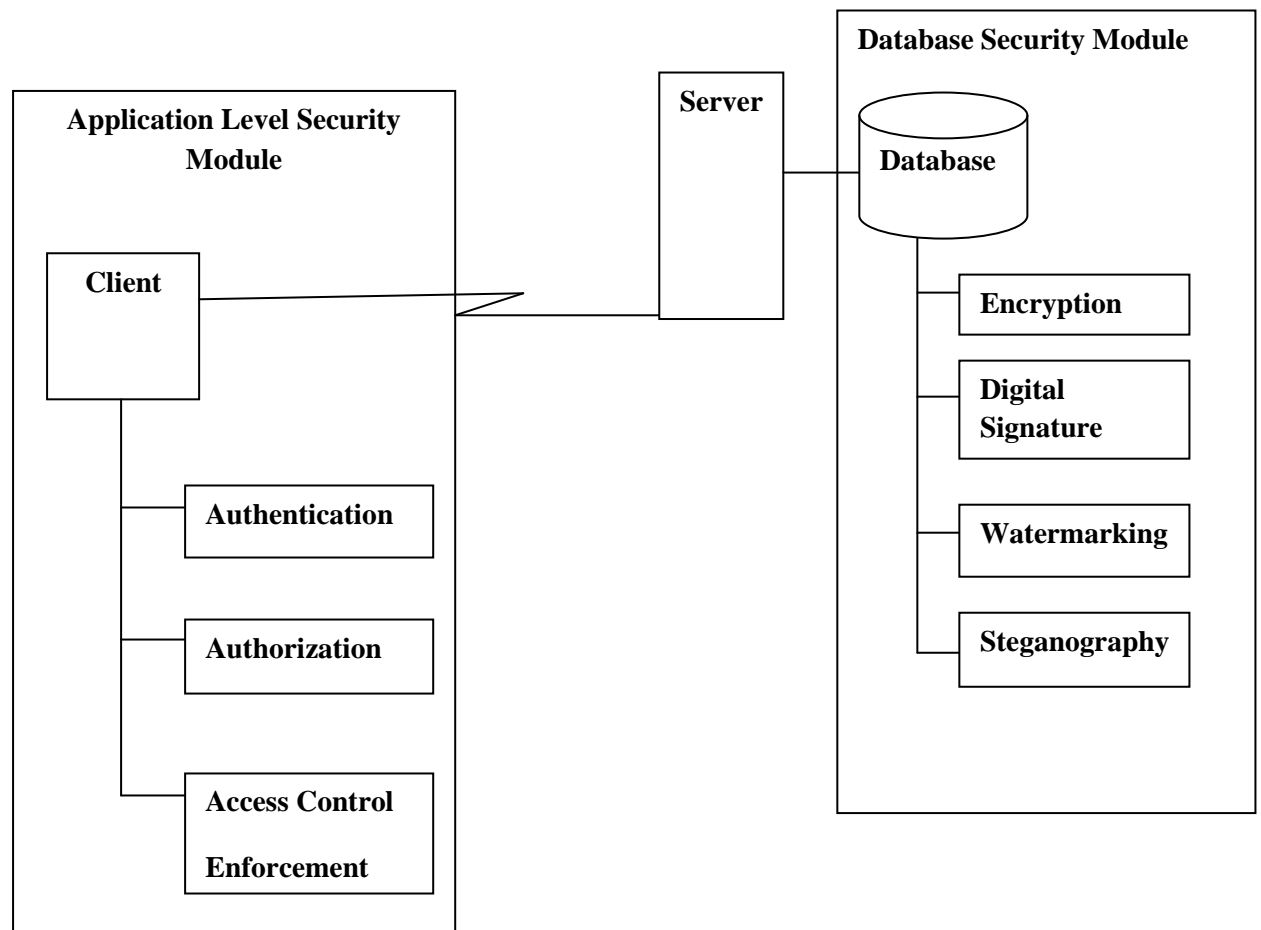 Application Level Security
Module
Client
Authentication
Authorization
Access Control
Enforcement
Server
Database Security Module
Database
Encryption
Digital
Signature
Watermarking
Steganography